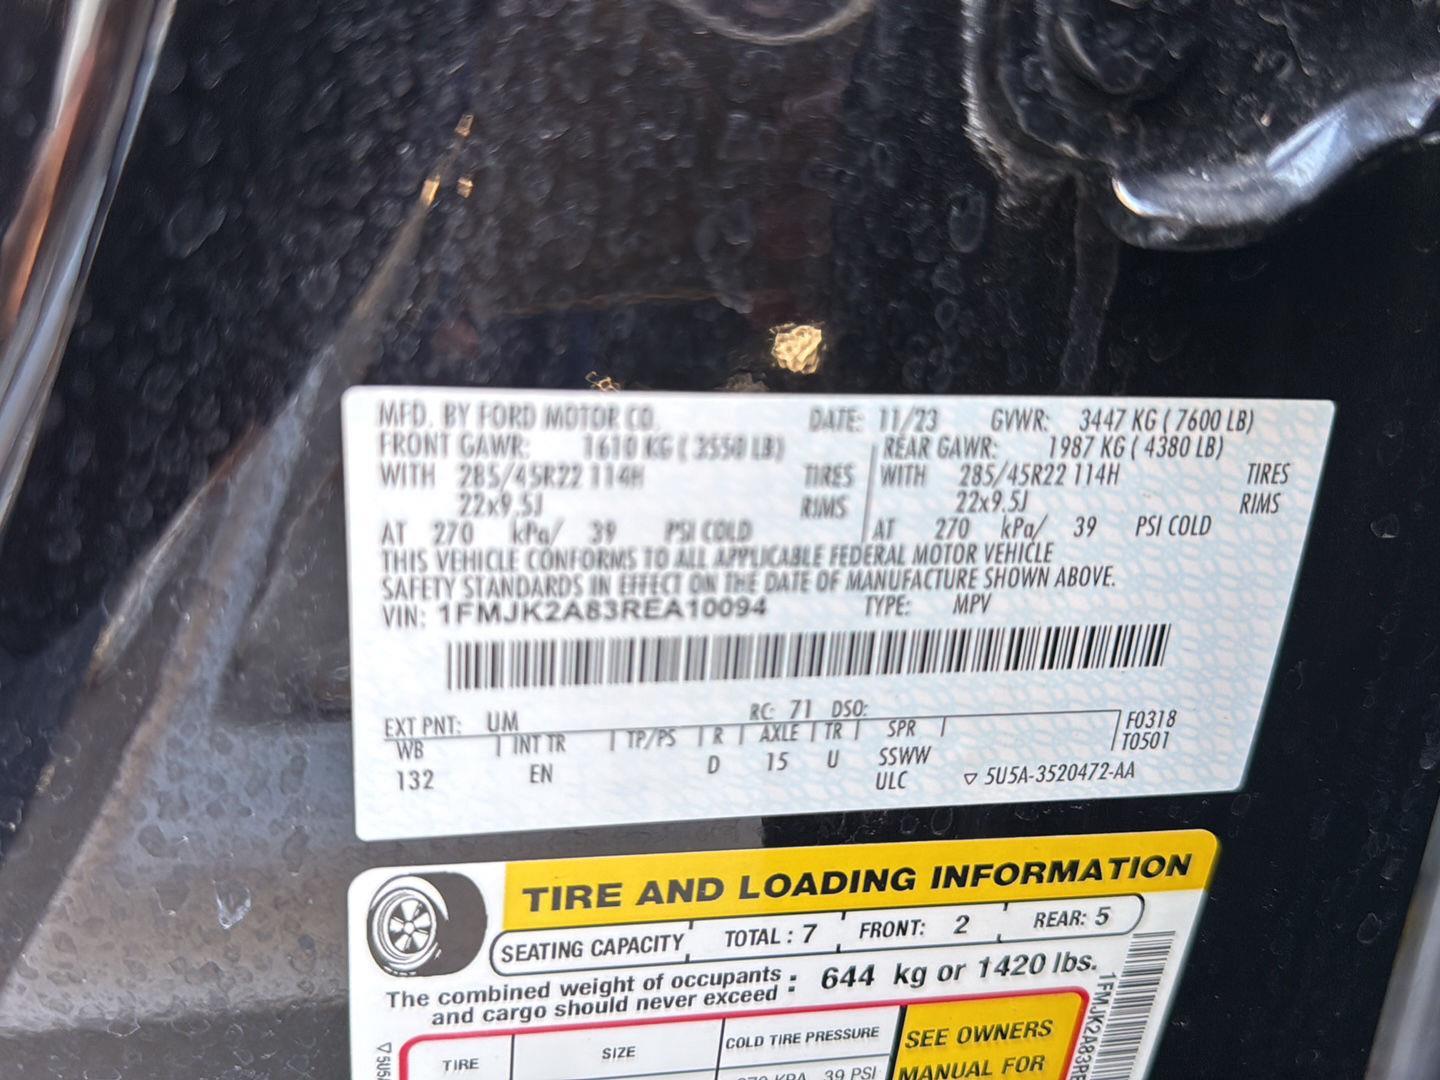 MFD. BY FORD MOTOR CO. DATE: 11/23 GVWR: 3447 KG ( 7600 LB)
FRONT GAWR: 1610 KG ( 3550 LB) REAR GAWR: 1987 KG ( 4380 LB)
WITH 285/45R22 114H TIRES WITH 285/45R22 114H TIRES
22x9.5J RIMS 22x9.5J RIMS
AT 270 kPa/ 39 PSI COLD AT 270 kPa/ 39 PSI COLD
THIS VEHICLE CONFORMS TO ALL APPLICABLE FEDERAL MOTOR VEHICLE
SAFETY STANDARDS IN EFFECT ON THE DATE OF MANUFACTURE SHOWN ABOVE.
VIN: 1FMJK2A83REA10094 TYPE: MPV
EXT PNT: UM RC: 71 DSO:
WB INT TR TP/PS R AXLE TR SPR F0318
132 EN D 15 U SSWW T0501
ULC ▽ 5U5A-3520472-AA
TIRE AND LOADING INFORMATION
SEATING CAPACITY TOTAL : 7 FRONT: 2 REAR: 5
The combined weight of occupants : 644 kg or 1420 lbs.
and cargo should never exceed
TIRE SIZE COLD TIRE PRESSURE SEE OWNERS
39 PSI MANUAL FOR
1FMJK2A83RE
▽ 5U5A